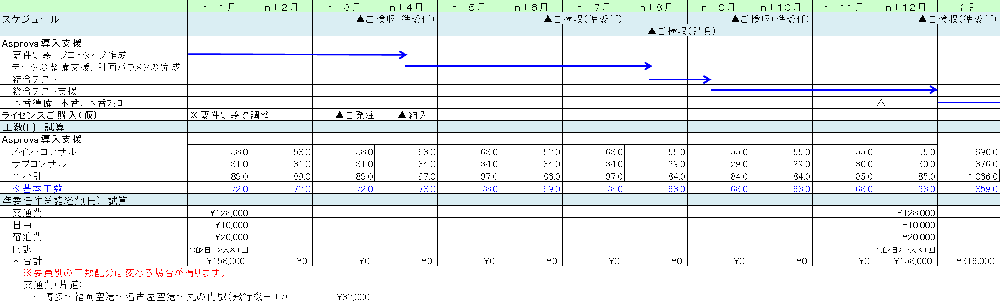 n＋１月 n＋２月 n＋３月 n＋４月 n＋５月 n＋６月 n＋７月 n＋８月 n＋９月 n＋１０月 n＋１１月 n＋１２月 合計
スケジュール ▲ご検収（準委任） ▲ご検収（準委任） ▲ご検収（準委任） ▲ご検収（準委任）
▲ご検収（請負）
Asprova導入支援
要件定義、プロトタイプ作成
データの整備支援、計画パラメタの完成
結合テスト
総合テスト支援
本番準備、本番。本番ﾌｫﾛｰ △
ライセンスご購入（仮） ※要件定義で調整 ▲ご発注 ▲納入
工数(h)　試算
Asprova導入支援
メイン・コンサル 58.0 58.0 58.0 63.0 63.0 52.0 63.0 55.0 55.0 55.0 55.0 55.0 690.0
サブコンサル 31.0 31.0 31.0 34.0 34.0 34.0 34.0 29.0 29.0 29.0 30.0 30.0 376.0
＊小計 89.0 89.0 89.0 97.0 97.0 86.0 97.0 84.0 84.0 84.0 85.0 85.0 1,066.0
※基本工数 72.0 72.0 72.0 78.0 78.0 69.0 78.0 68.0 68.0 68.0 68.0 68.0 859.0
準委任作業諸経費(円)　試算
交通費 ¥128,000 ¥128,000
日当 ¥10,000 ¥10,000
宿泊費 ¥20,000 ¥20,000
内訳 1泊2日×２人×１回 1泊2日×２人×１回
＊合計 ¥158,000 ¥0 ¥0 ¥0 ¥0 ¥0 ¥0 ¥0 ¥0 ¥0 ¥0 ¥158,000 ¥316,000
※要員別の工数配分は変わる場合が有ります。
交通費（片道）
・ 博多～福岡空港～名古屋空港～丸の内駅（飛行機＋JR） ¥32,000